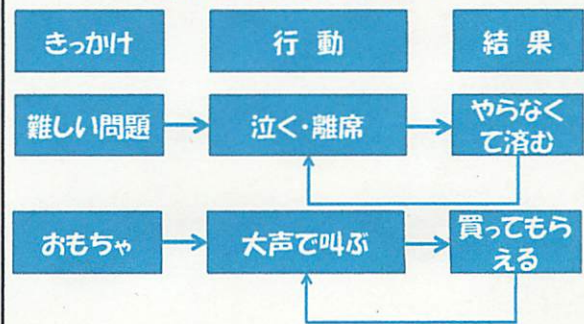 きっかけ 行動 結果
難しい問題 泣く・離席 やらなく
て済む
おもちゃ 大声で叫ぶ 買ってもら
える